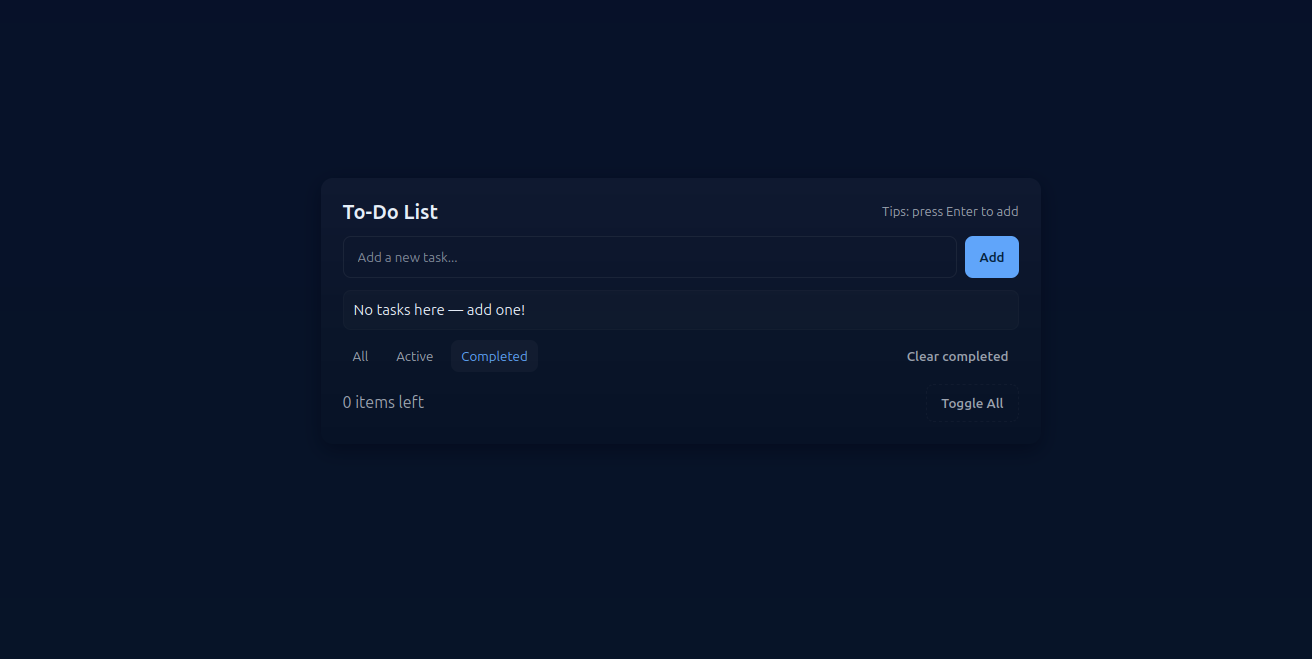 To-Do List
Tips: press Enter to add
Add a new task...
Add
No tasks here — add one!
All
Active
Completed
Clear completed
0 items left
Toggle All